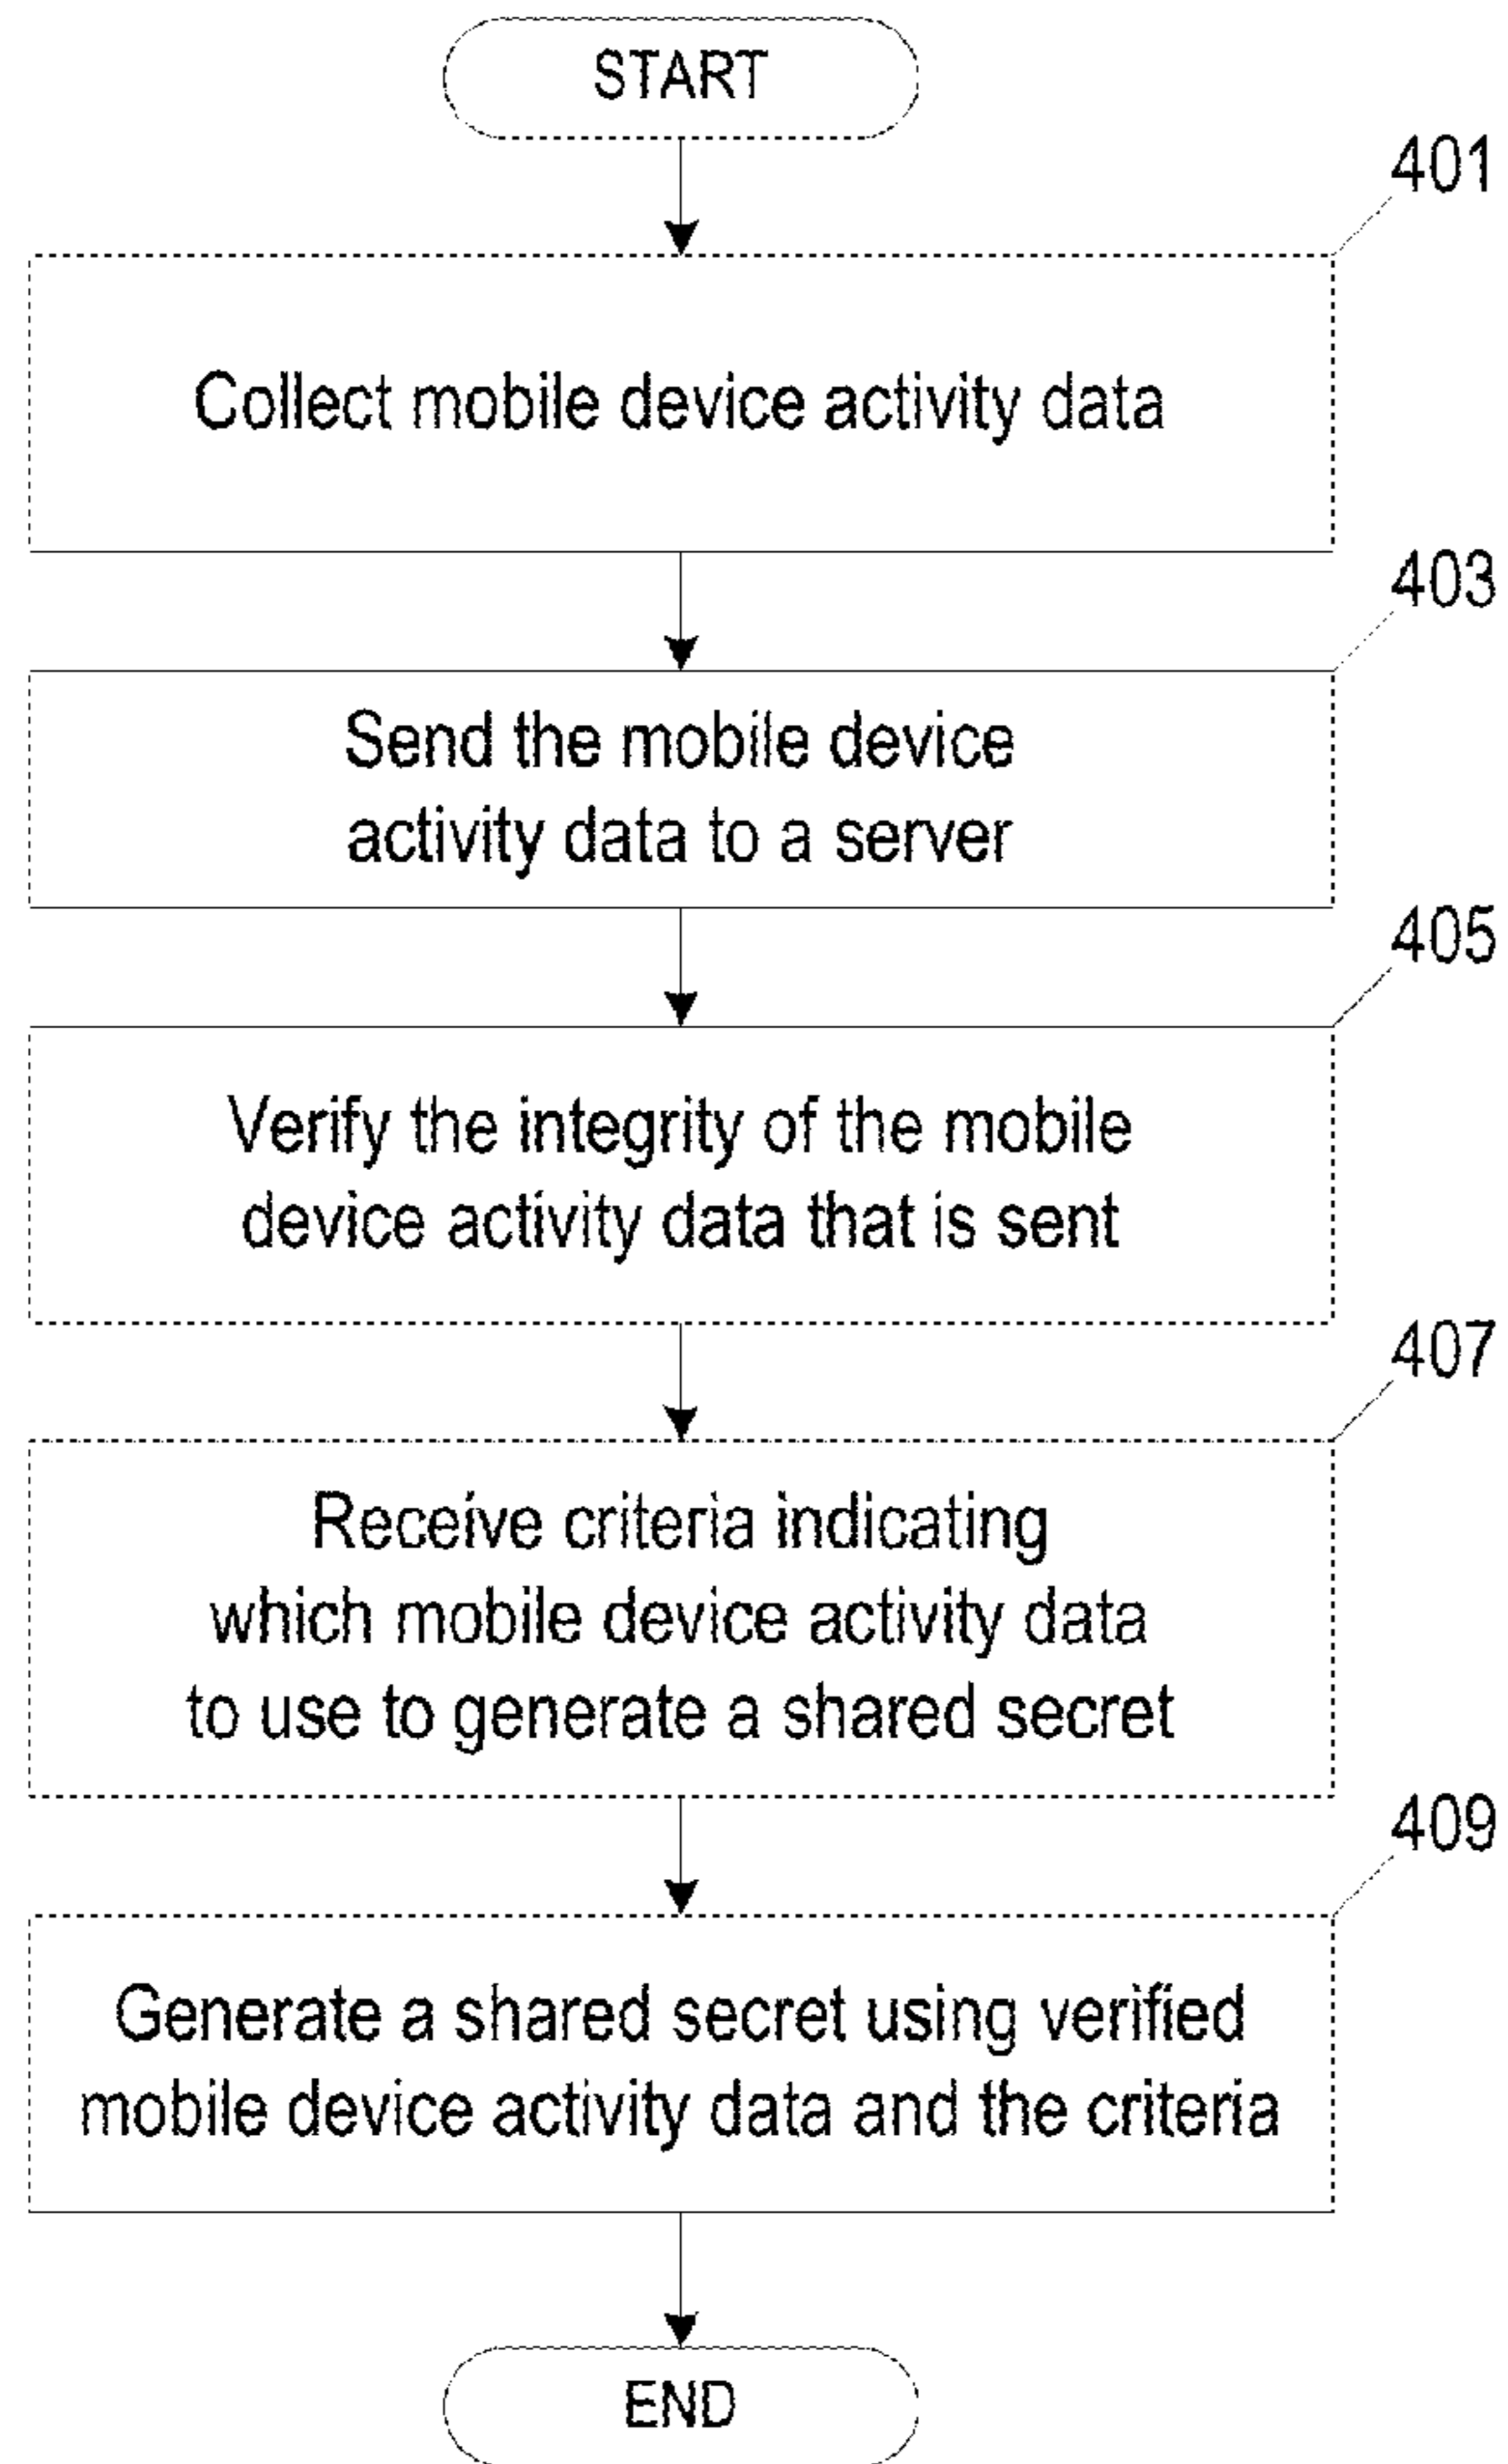 START
401
Collect mobile device activity data
403
Send the mobile device
activity data to a server
405
Verify the integrity of the mobile
device activity data that is sent
407
Receive criteria indicating
which mobile device activity data
to use to generate a shared secret
409
Generate a shared secret using verified
mobile device activity data and the criteria
END